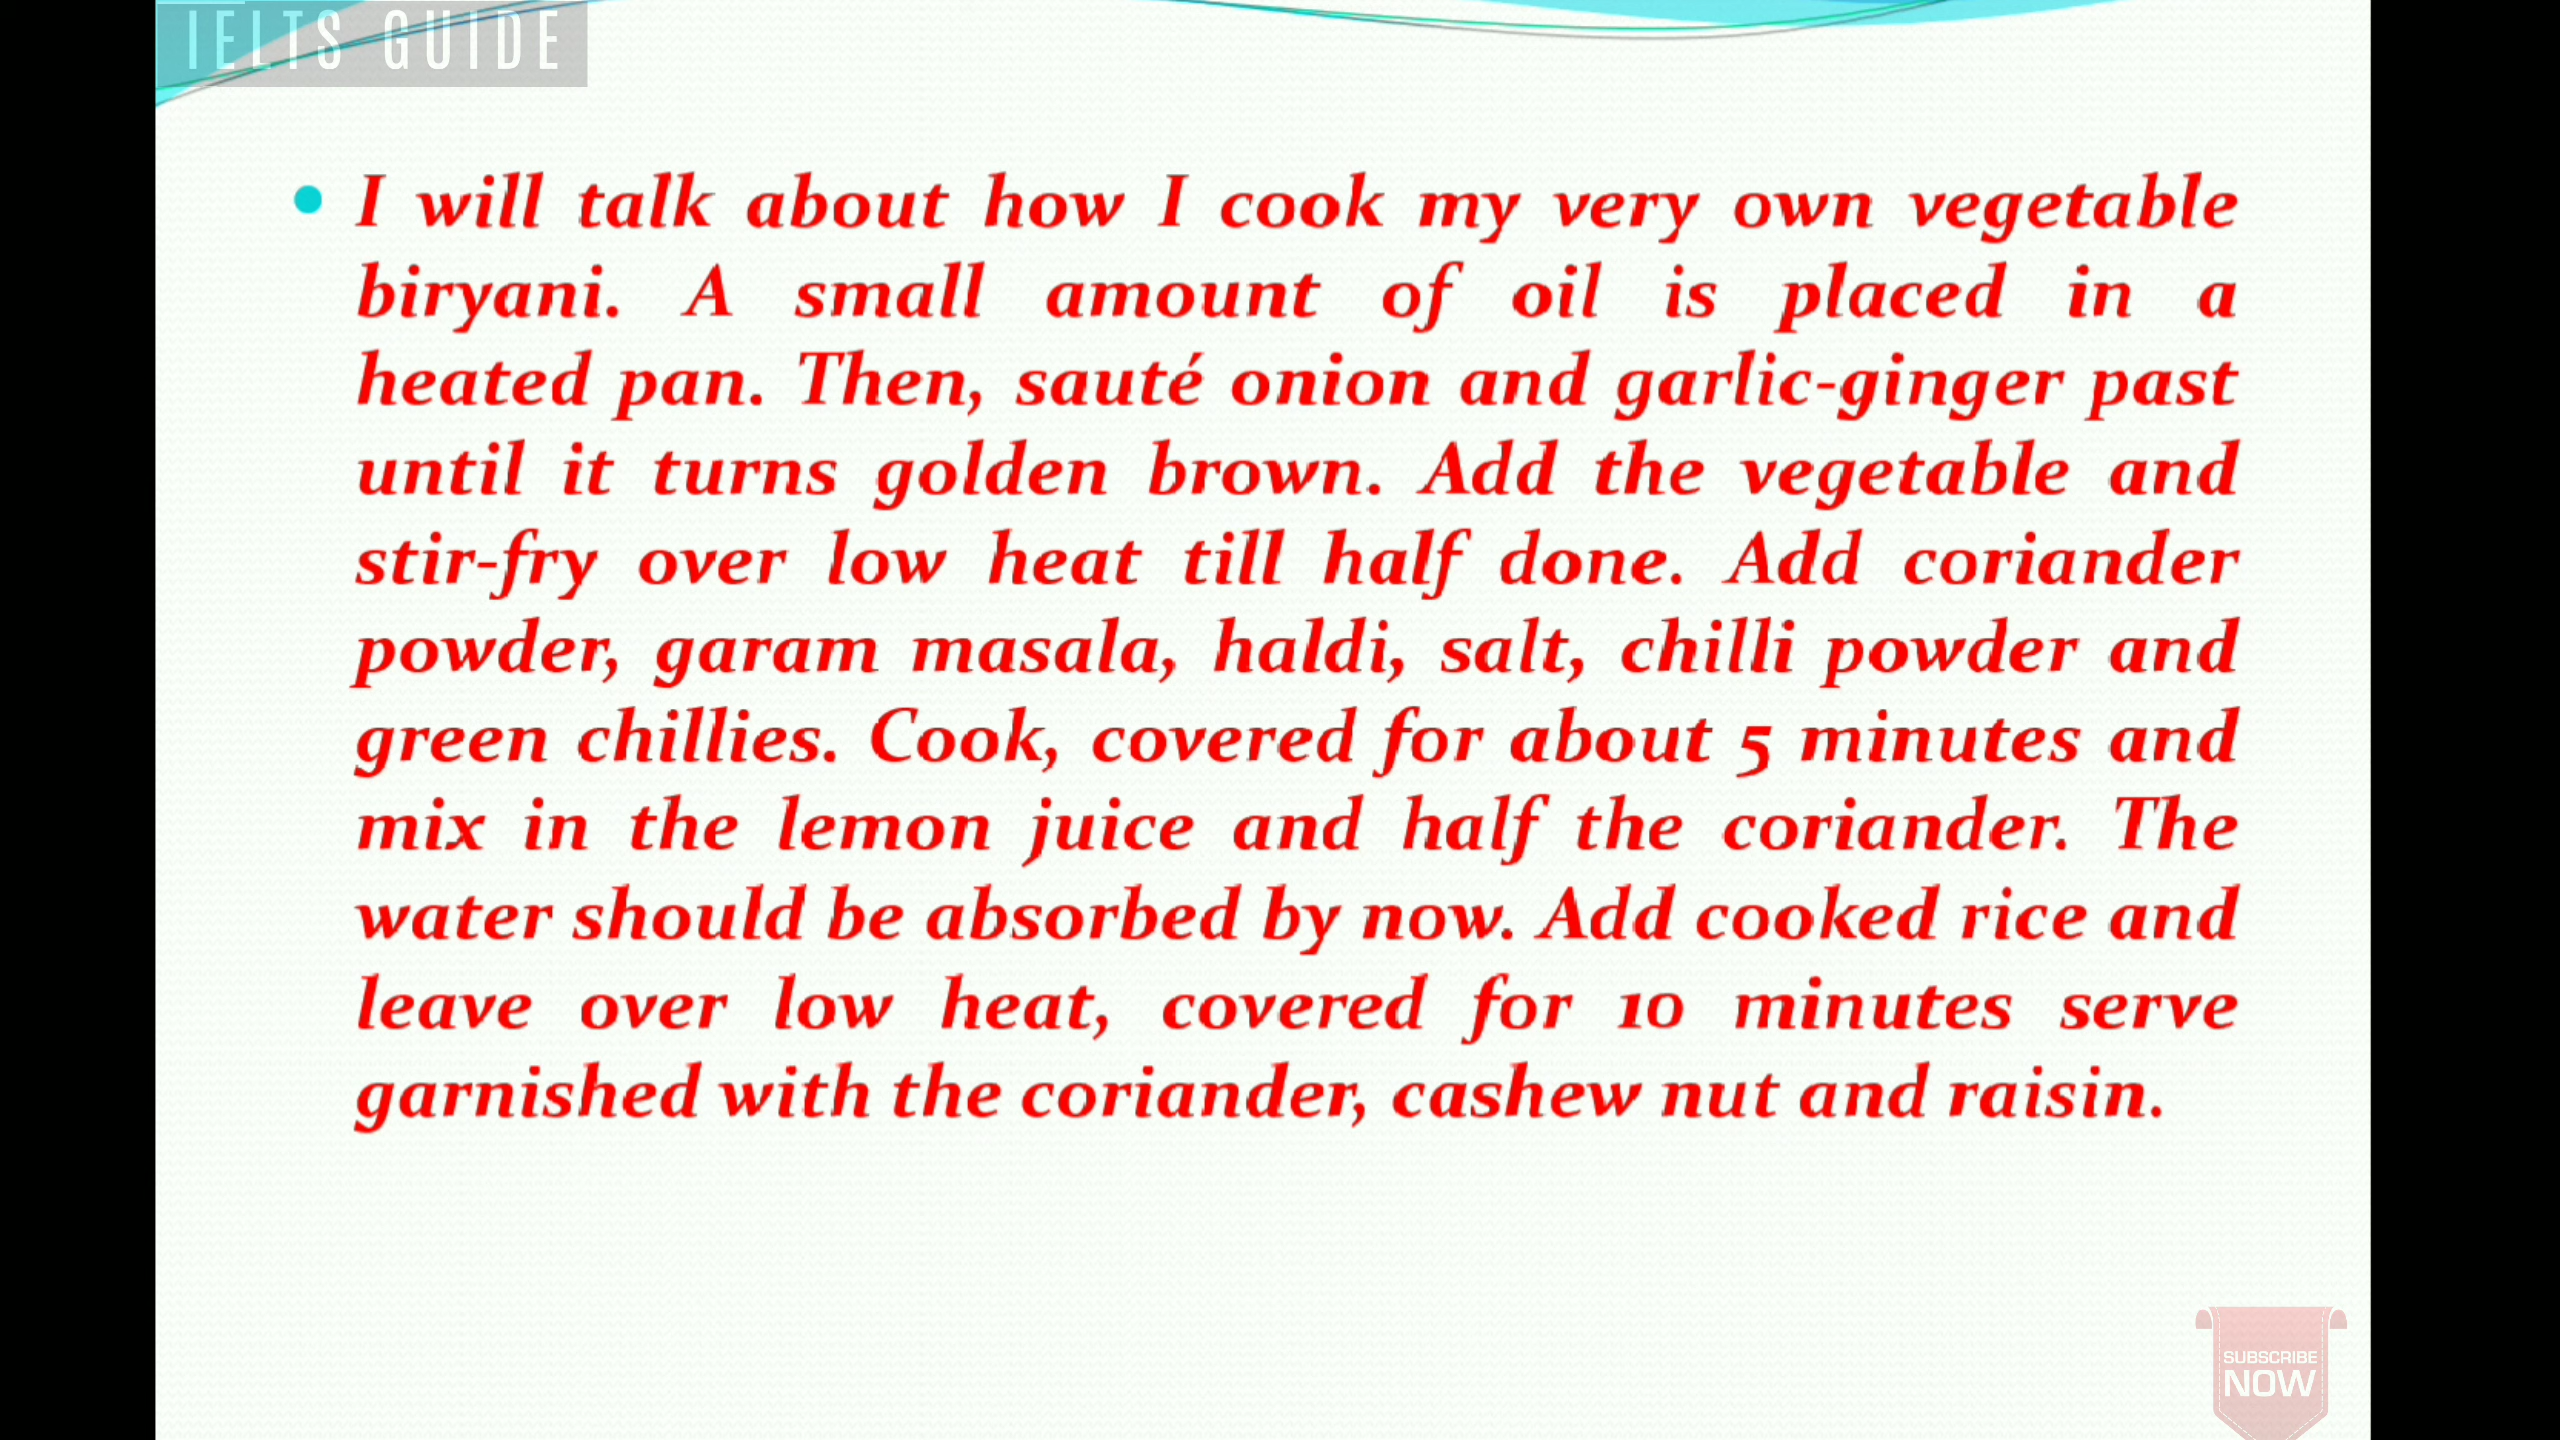 IELTS GUIDE
I will talk about how I cook my very own vegetable
biryani. A small amount of oil is placed in a
heated pan. Then, sauté onion and garlic-ginger past
until it turns golden brown. Add the vegetable and
stir-fry over low heat till half done. Add coriander
powder, garam masala, haldi, salt, chilli powder and
green chillies. Cook, covered for about 5 minutes and
mix in the lemon juice and half the coriander. The
water should be absorbed by now. Add cooked rice and
leave over low heat, covered for 10 minutes serve
garnished with the coriander, cashew nut and raisin.
SUBSCRIBE
NOW